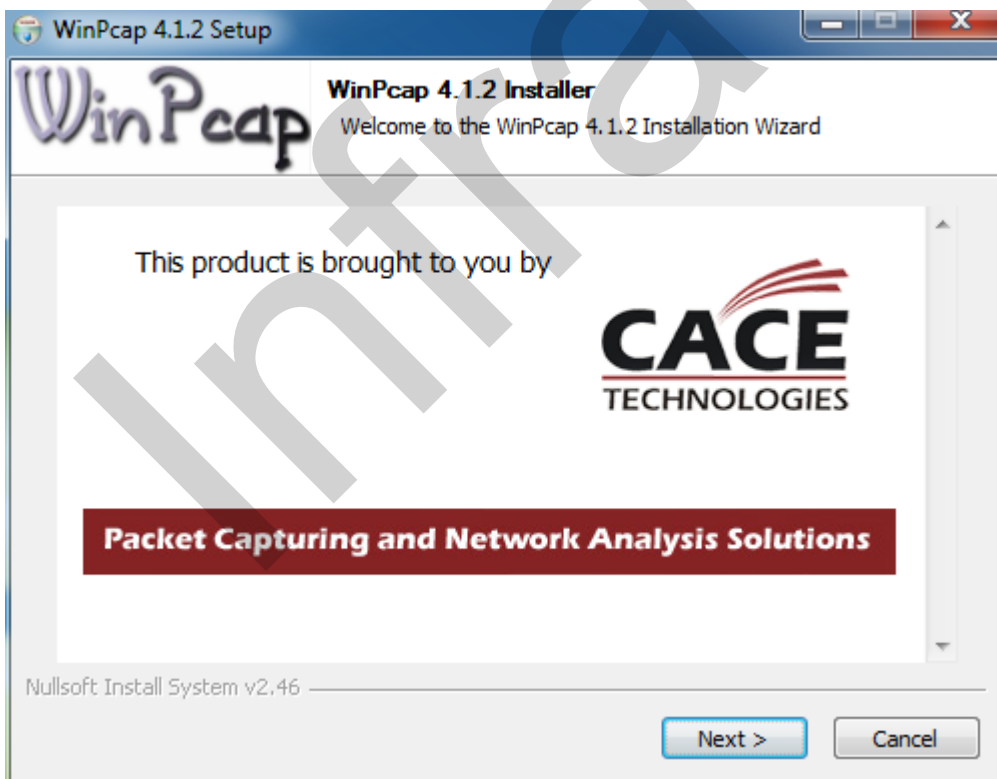 WinPcap 4.1.2 Setup
WinPcap
WinPcap 4.1.2 Installer
Welcome to the WinPcap 4.1.2 Installation Wizard
This product is brought to you by
CACE
TECHNOLOGIES
Packet Capturing and Network Analysis Solutions
Nullsoft Install System v2.46
Next >
Cancel
Infra